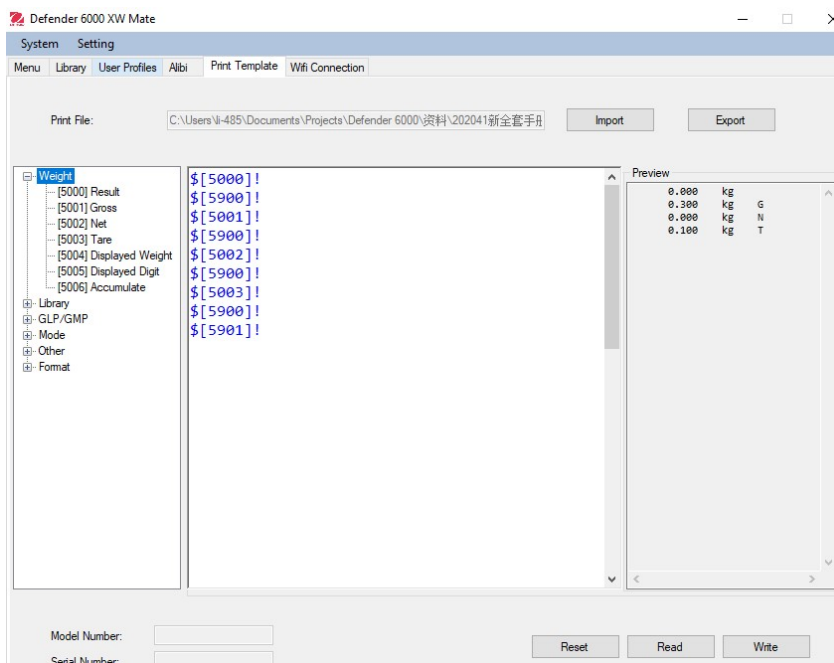 Defender 6000 XW Mate
System Setting
Menu Library User Profiles Alibi Print Template Wifi Connection
Print File: C:\Users\li-485\Documents\Projects\Defender 6000\资料\202041新全套手册 Import Export
Weight
[5000] Result
[5001] Gross
[5002] Net
[5003] Tare
[5004] Displayed Weight
[5005] Displayed Digit
[5006] Accumulate
Library
GLP/GMP
Mode
Other
Format
$[5000]!
$[5900]!
$[5001]!
$[5900]!
$[5002]!
$[5900]!
$[5003]!
$[5900]!
$[5901]!
Preview
0.000 kg
0.300 kg G
0.000 kg N
0.100 kg T
Model Number:
Serial Number:
Reset Read Write